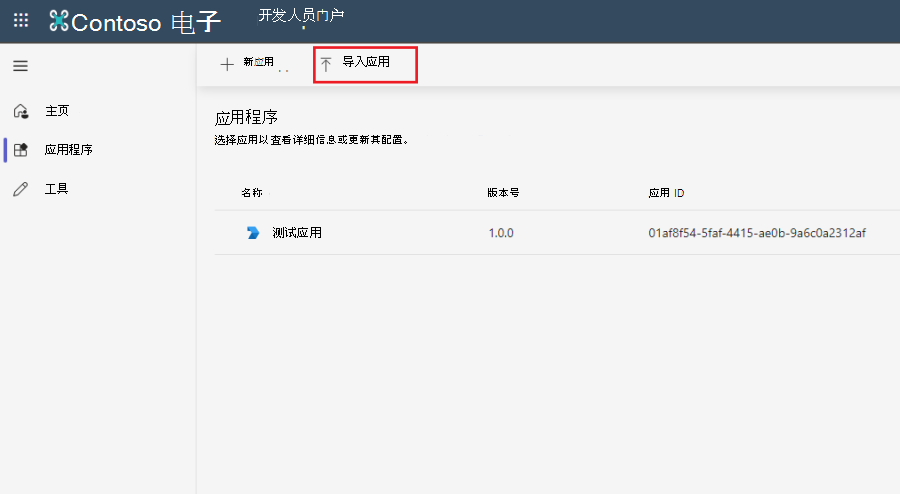 Contoso 电子
开发人员门户
新应用
导入应用
主页
应用程序
工具
应用程序
选择应用以查看详细信息或更新其配置。
名称 版本号 应用 ID
测试应用 1.0.0 01af8f54-5faf-4415-ae0b-9a6c0a2312af